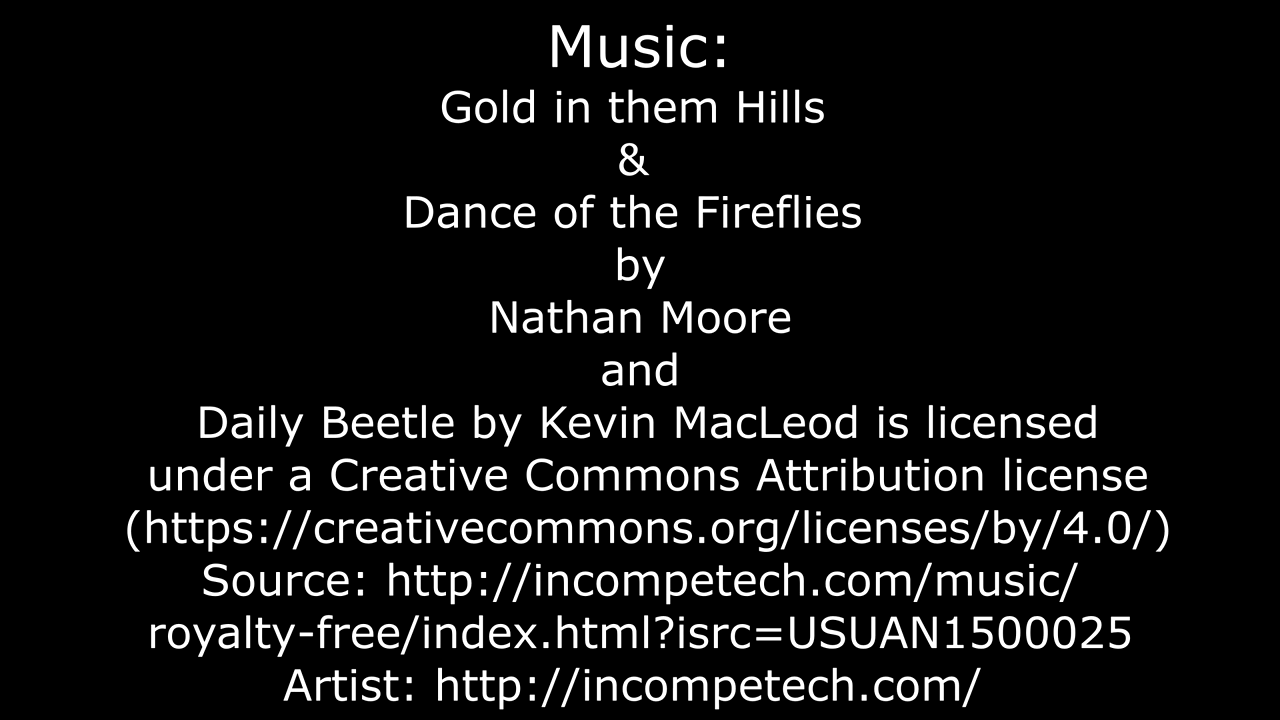 Music:
Gold in them Hills
&
Dance of the Fireflies
by
Nathan Moore
and
Daily Beetle by Kevin MacLeod is licensed
under a Creative Commons Attribution license
(https://creativecommons.org/licenses/by/4.0/)
Source: http://incompetech.com/music/
royalty-free/index.html?isrc=USUAN1500025
Artist: http://incompetech.com/